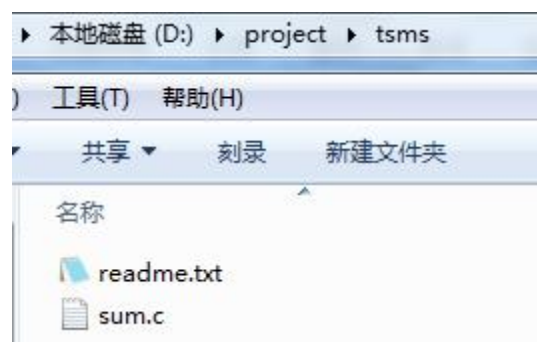 本地磁盘 (D:) ▸ project ▸ tsms
) 工具(T) 帮助(H)
共享 刻录 新建文件夹
名称
readme.txt
sum.c